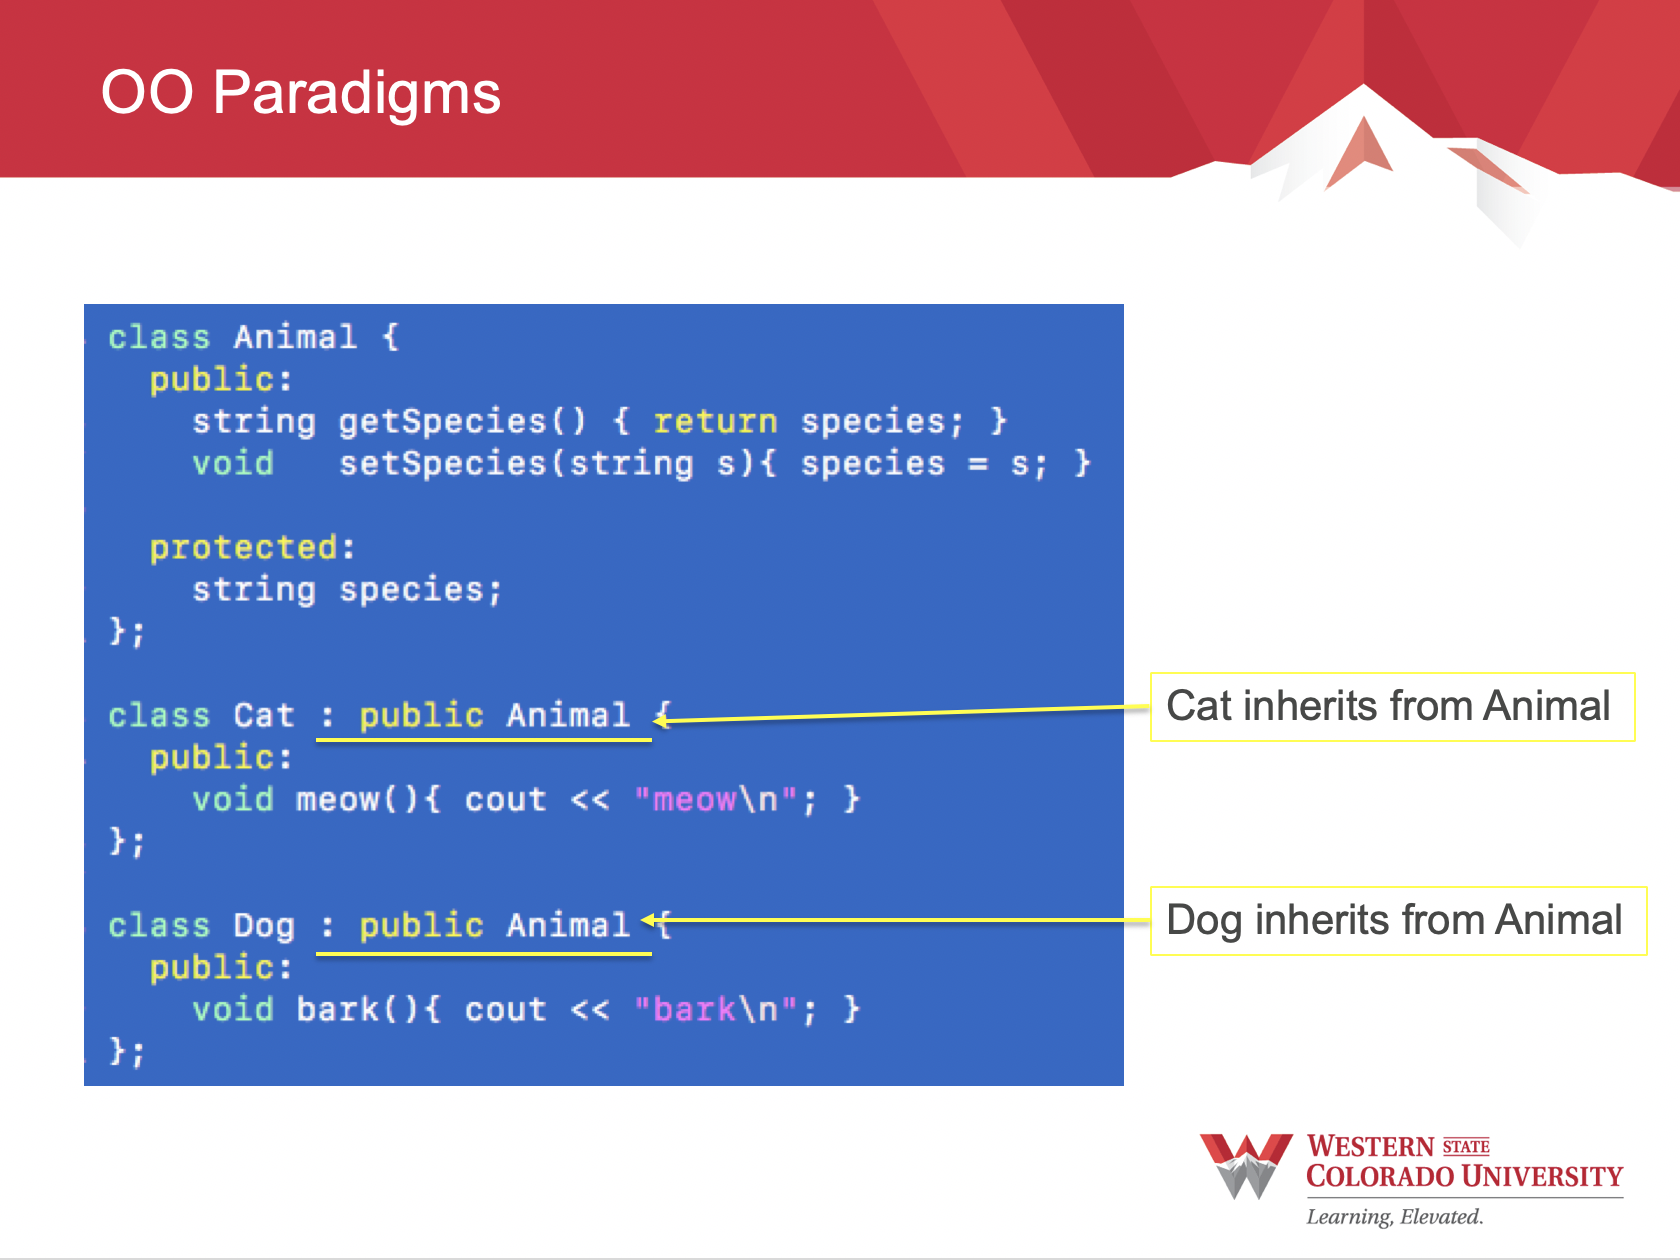 OO Paradigms
class Animal {
  public:
    string getSpecies() { return species; }
    void   setSpecies(string s){ species = s; }
  protected:
    string species;
};
class Cat : public Animal {
Cat inherits from Animal
  public:
    void meow(){ cout << "meow\n"; }
};
class Dog : public Animal {
Dog inherits from Animal
  public:
    void bark(){ cout << "bark\n"; }
};
WESTERN STATE
COLORADO UNIVERSITY
Learning, Elevated.